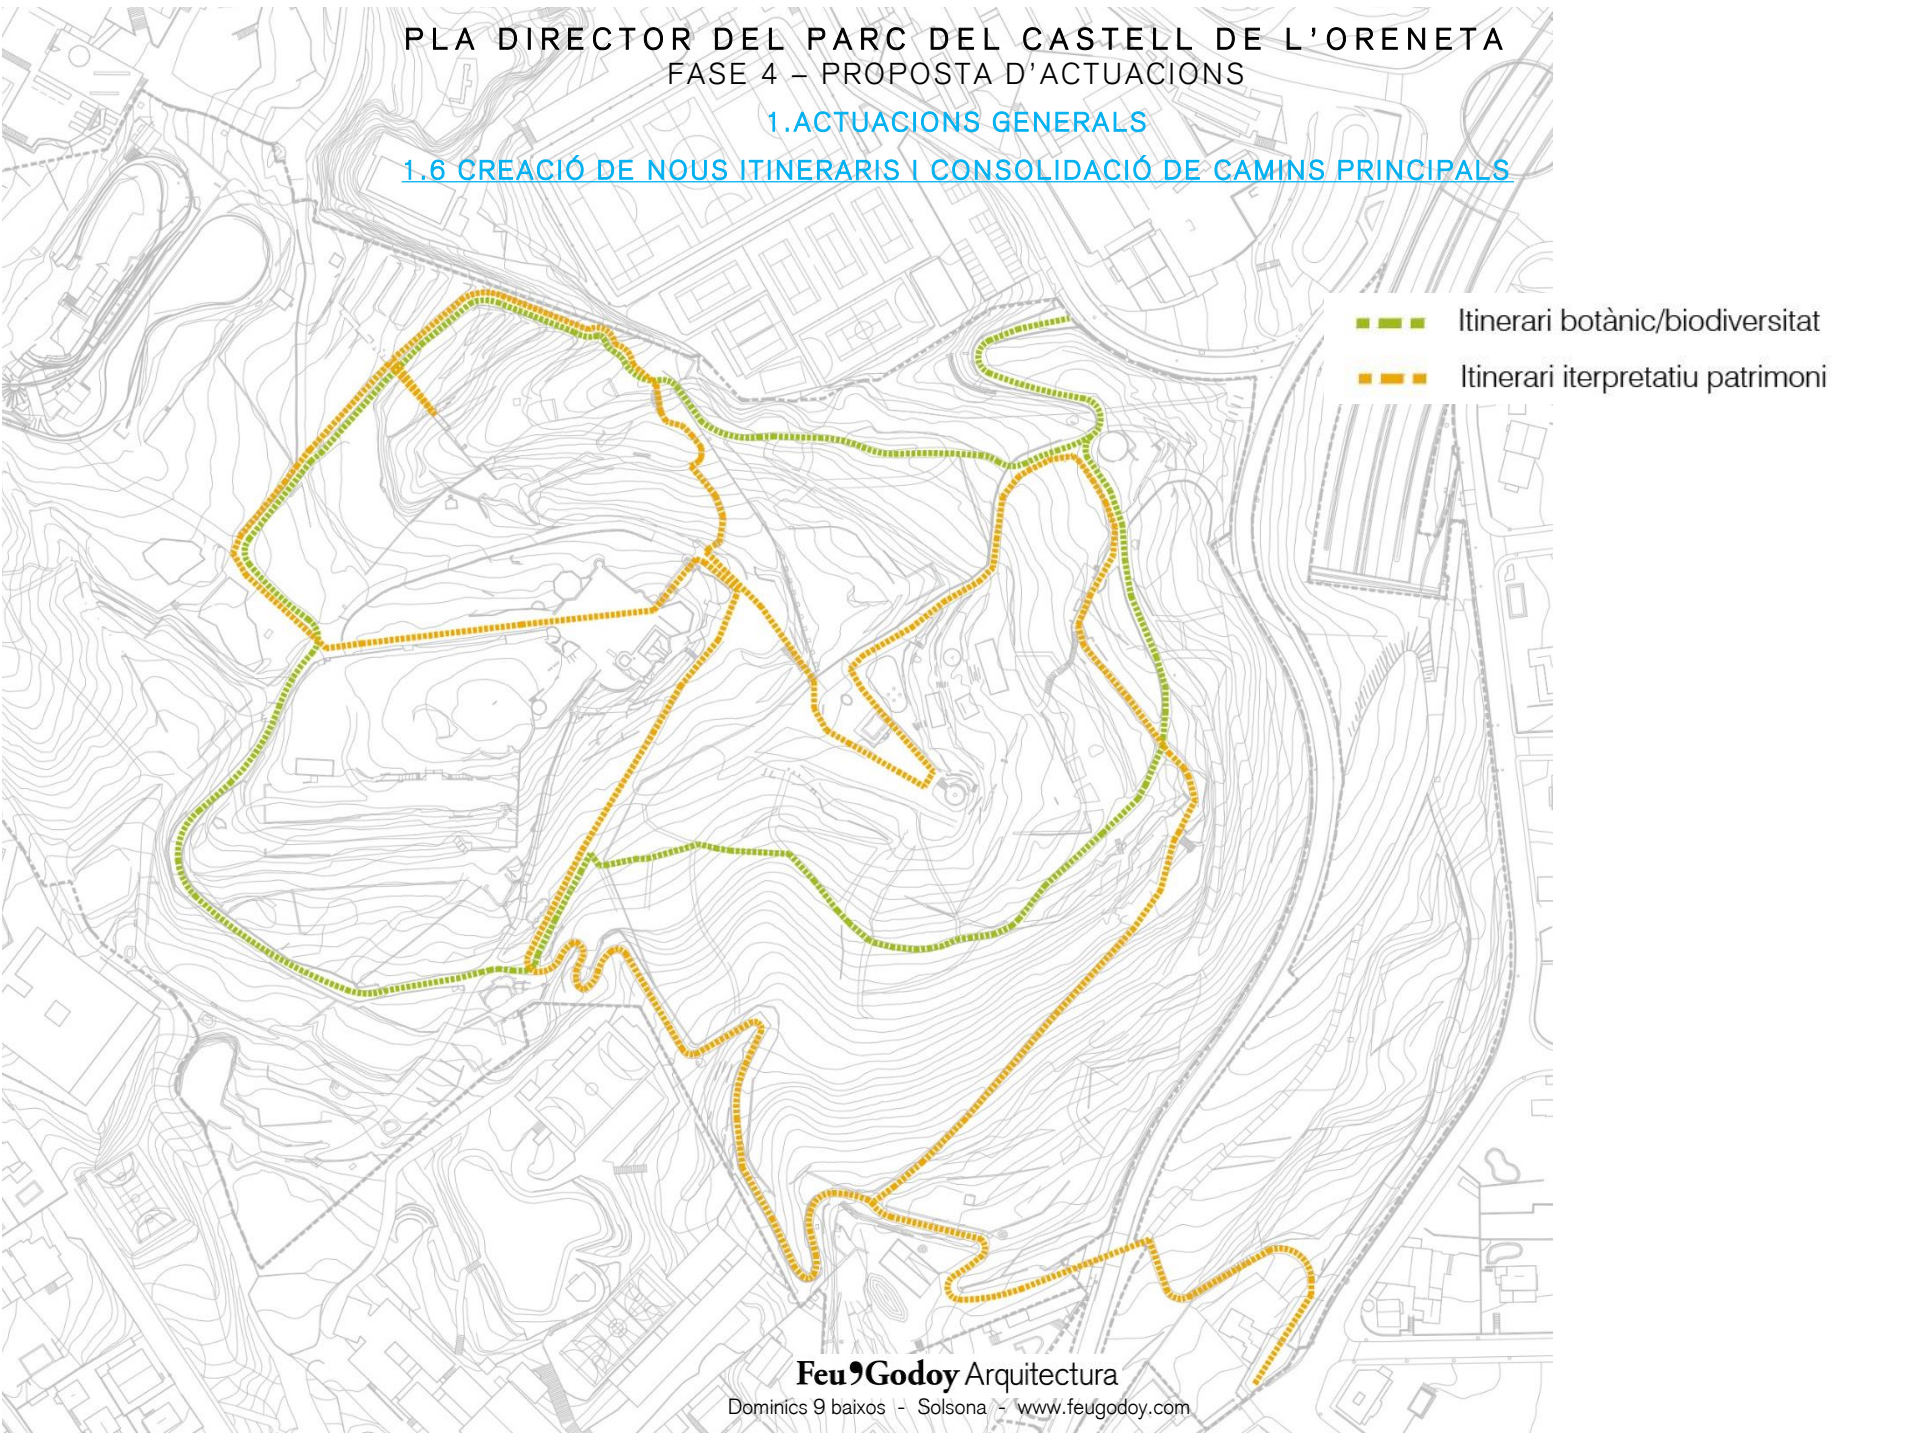 PLA DIRECTOR DEL PARC DEL CASTELL DE L'ORENETA
FASE 4 – PROPOSTA D'ACTUACIONS
1.ACTUACIONS GENERALS
1.6 CREACIÓ DE NOUS ITINERARIS I CONSOLIDACIÓ DE CAMINS PRINCIPALS
Itinerari botànic/biodiversitat
Itinerari iterpretatiu patrimoni
Feu9Godoy Arquitectura
Dominics 9 baixos - Solsona - www.feugodoy.com